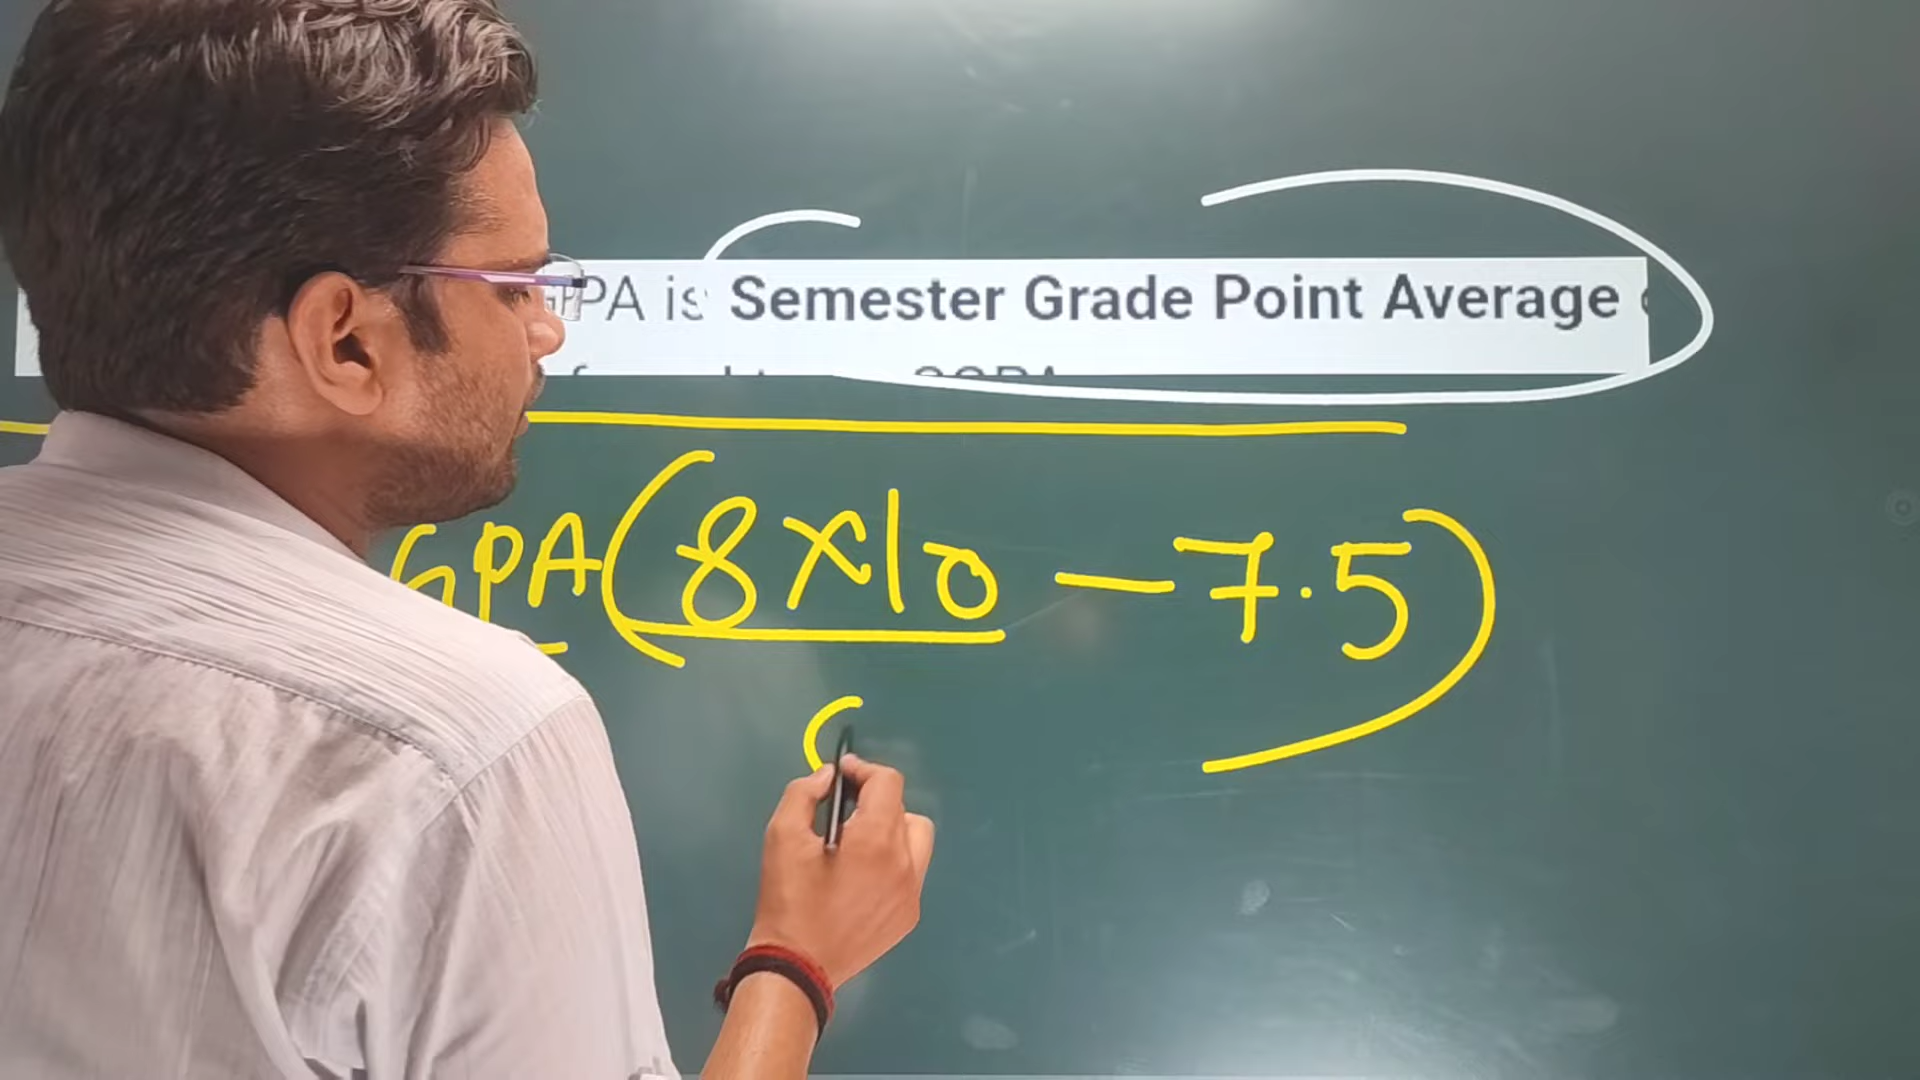 PA is Semester Grade Point Average
GPA (8×10 - 7.5)